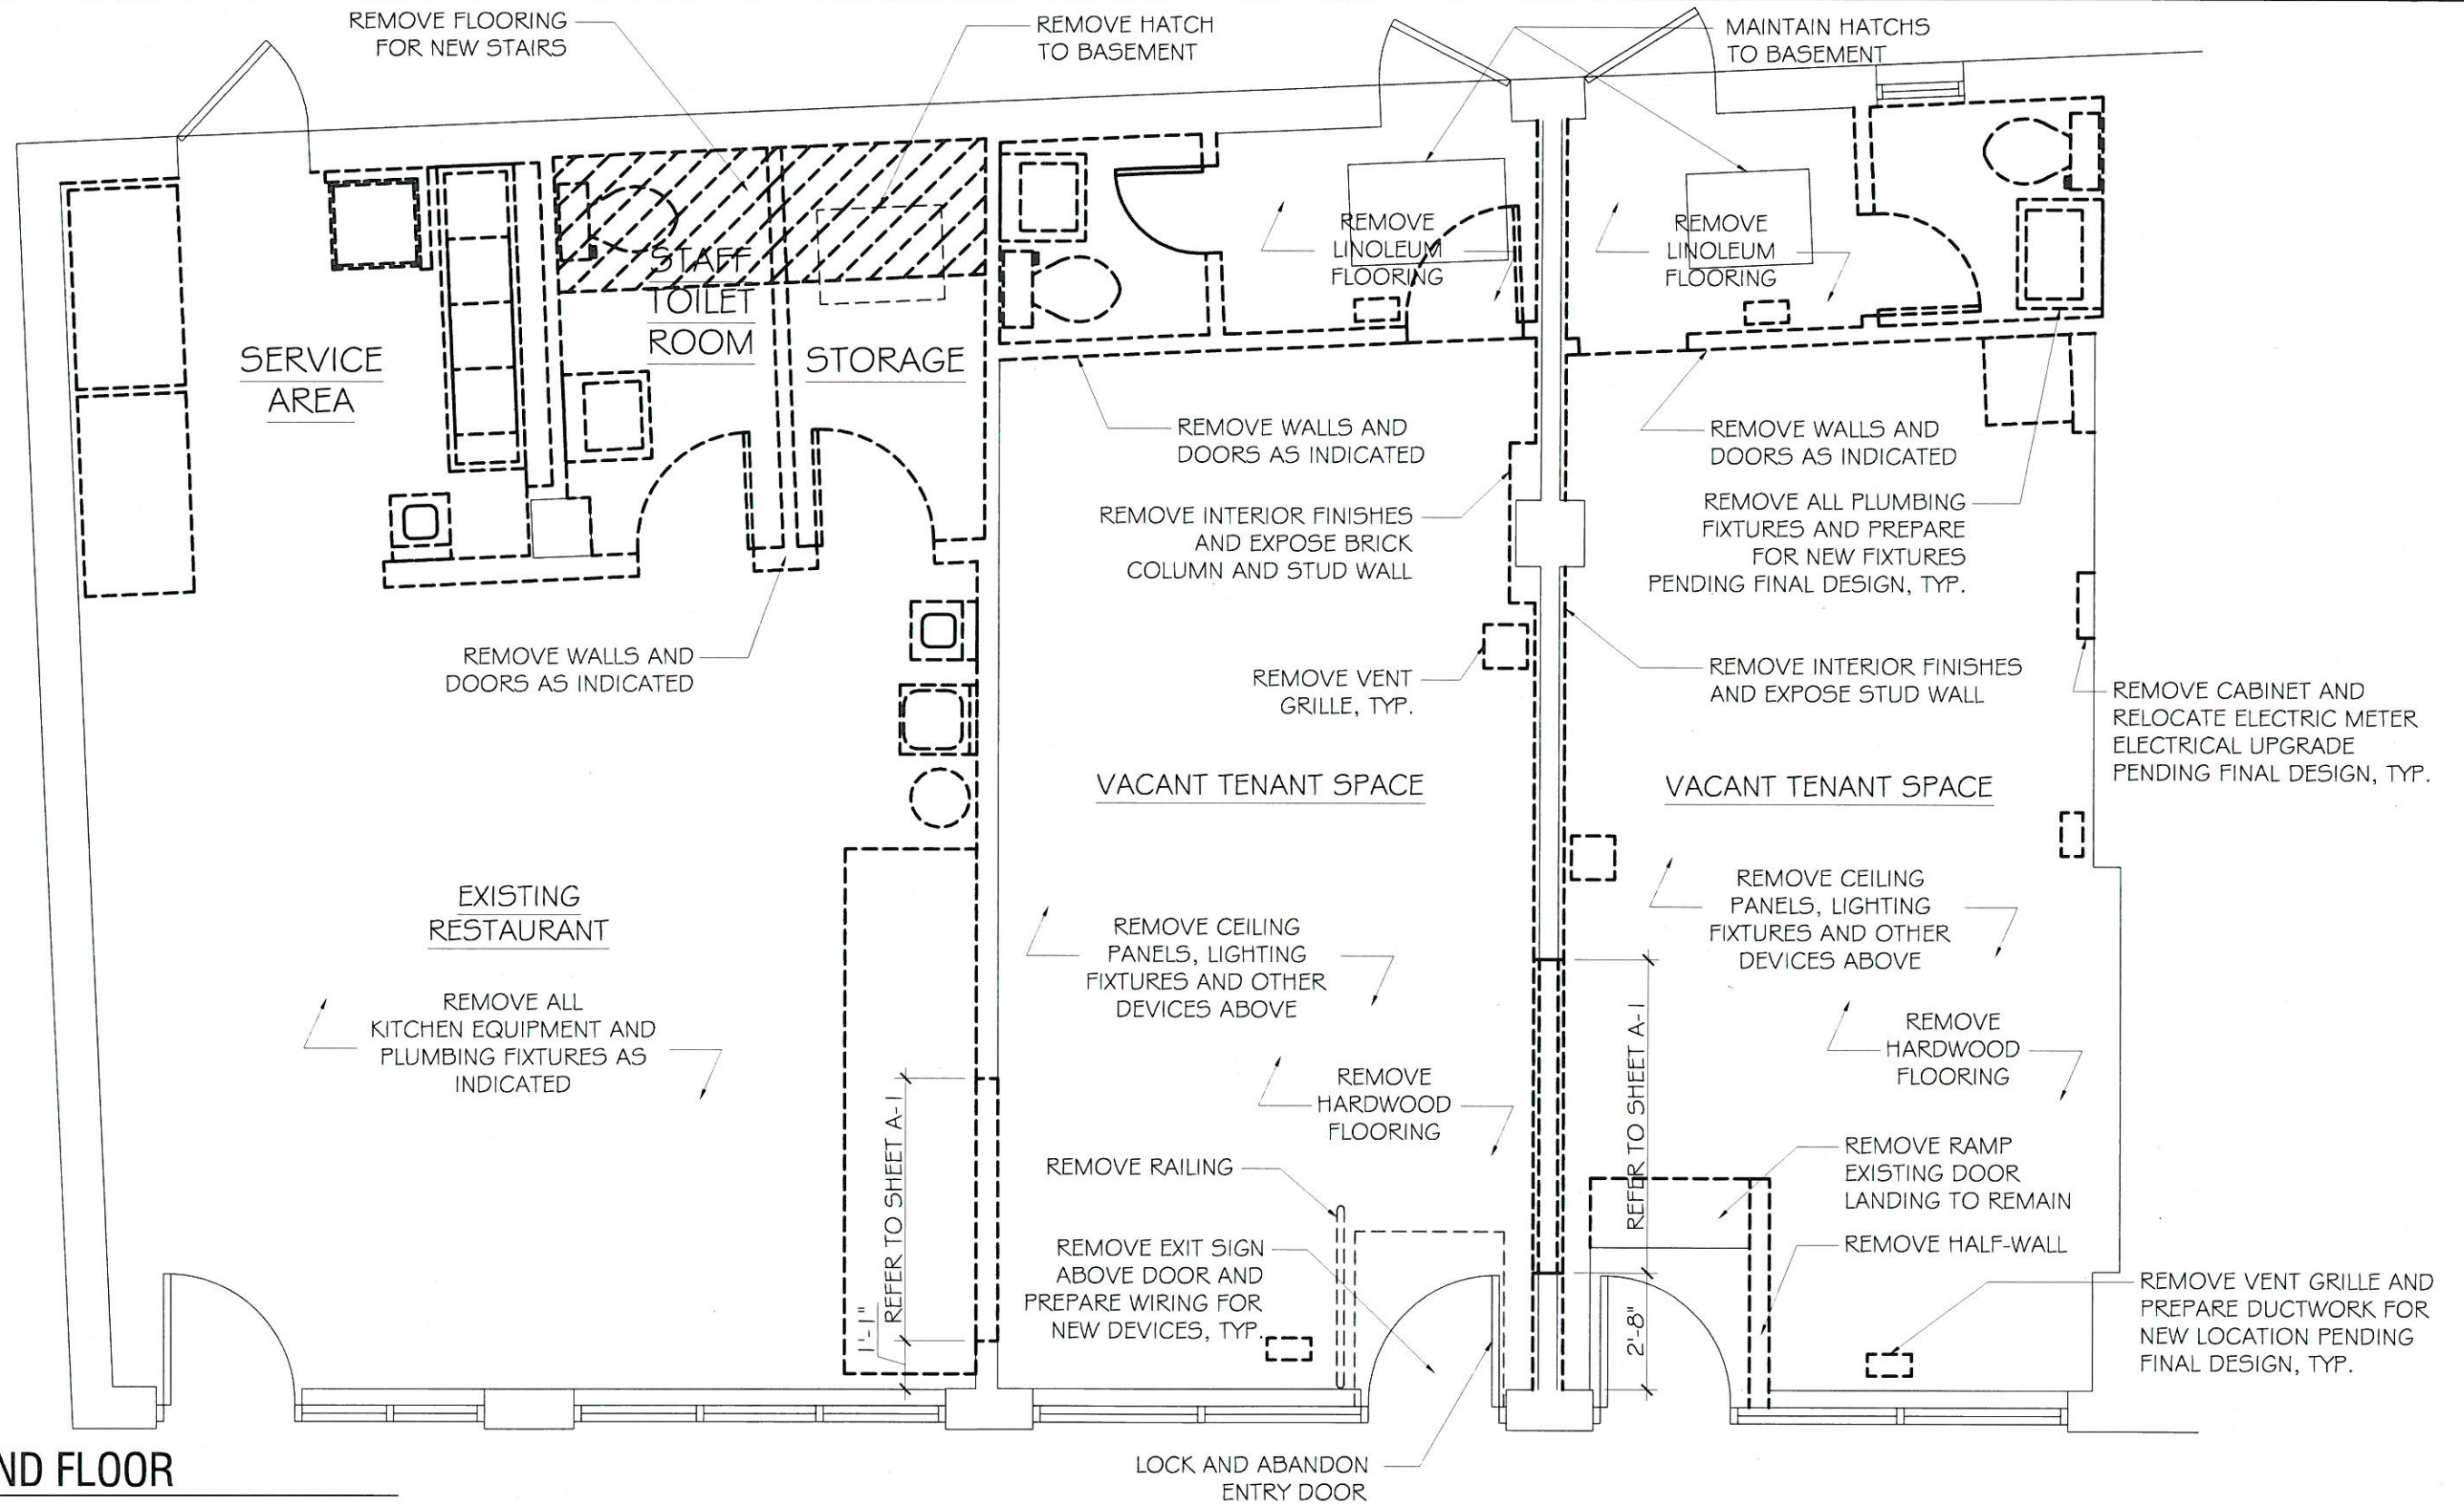 REMOVE FLOORING
FOR NEW STAIRS
REMOVE HATCH
TO BASEMENT
MAINTAIN HATCHS
TO BASEMENT
REMOVE
LINOLEUM
FLOORING
REMOVE
LINOLEUM
FLOORING
STAFF
TOILET
ROOM
SERVICE
AREA
STORAGE
REMOVE WALLS AND
DOORS AS INDICATED
REMOVE WALLS AND
DOORS AS INDICATED
REMOVE INTERIOR FINISHES
AND EXPOSE BRICK
COLUMN AND STUD WALL
REMOVE ALL PLUMBING
FIXTURES AND PREPARE
FOR NEW FIXTURES
PENDING FINAL DESIGN, TYP.
REMOVE WALLS AND
DOORS AS INDICATED
REMOVE VENT
GRILLE, TYP.
REMOVE INTERIOR FINISHES
AND EXPOSE STUD WALL
REMOVE CABINET AND
RELOCATE ELECTRIC METER
ELECTRICAL UPGRADE
PENDING FINAL DESIGN, TYP.
VACANT TENANT SPACE
VACANT TENANT SPACE
EXISTING
RESTAURANT
REMOVE CEILING
PANELS, LIGHTING
FIXTURES AND OTHER
DEVICES ABOVE
REMOVE CEILING
PANELS, LIGHTING
FIXTURES AND OTHER
DEVICES ABOVE
REMOVE ALL
KITCHEN EQUIPMENT AND
PLUMBING FIXTURES AS
INDICATED
REMOVE
HARDWOOD
FLOORING
REMOVE
HARDWOOD
FLOORING
REFER TO SHEET A-1
1'-1"
REFER TO SHEET A-1
2'-8"
REMOVE RAILING
REMOVE RAMP
EXISTING DOOR
LANDING TO REMAIN
REMOVE EXIT SIGN
ABOVE DOOR AND
PREPARE WIRING FOR
NEW DEVICES, TYP.
REMOVE HALF-WALL
REMOVE VENT GRILLE AND
PREPARE DUCTWORK FOR
NEW LOCATION PENDING
FINAL DESIGN, TYP.
LOCK AND ABANDON
ENTRY DOOR
ND FLOOR